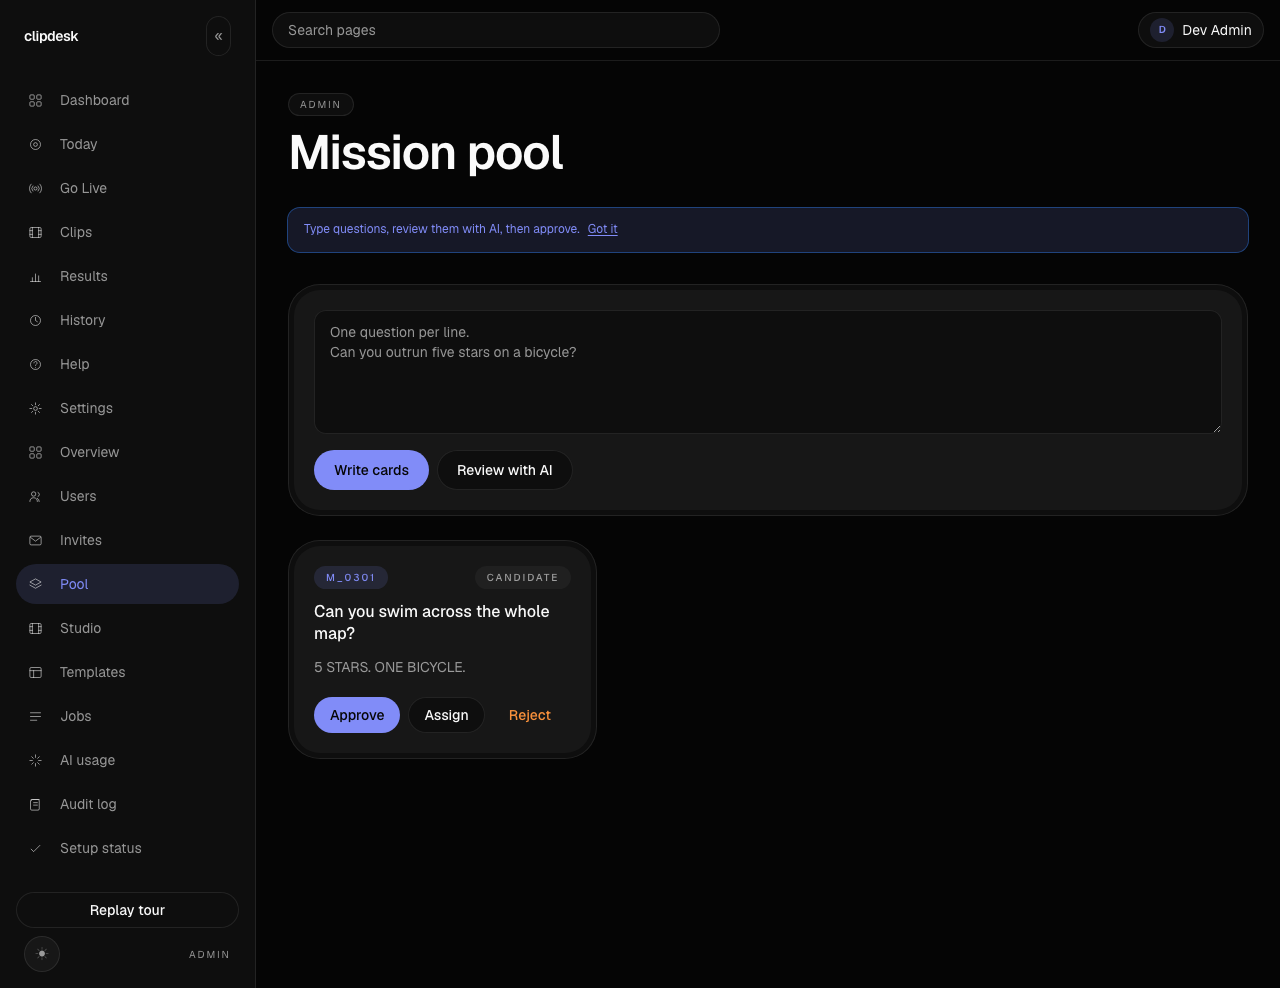 clipdesk
«
Dashboard
Today
Go Live
Clips
Results
History
Help
Settings
Overview
Users
Invites
Pool
Studio
Templates
Jobs
AI usage
Audit log
Setup status
Replay tour
ADMIN
Search pages
D Dev Admin
ADMIN
Mission pool
Type questions, review them with AI, then approve. Got it
One question per line.
Can you outrun five stars on a bicycle?
Write cards Review with AI
M_0301 CANDIDATE
Can you swim across the whole
map?
5 STARS. ONE BICYCLE.
Approve Assign Reject